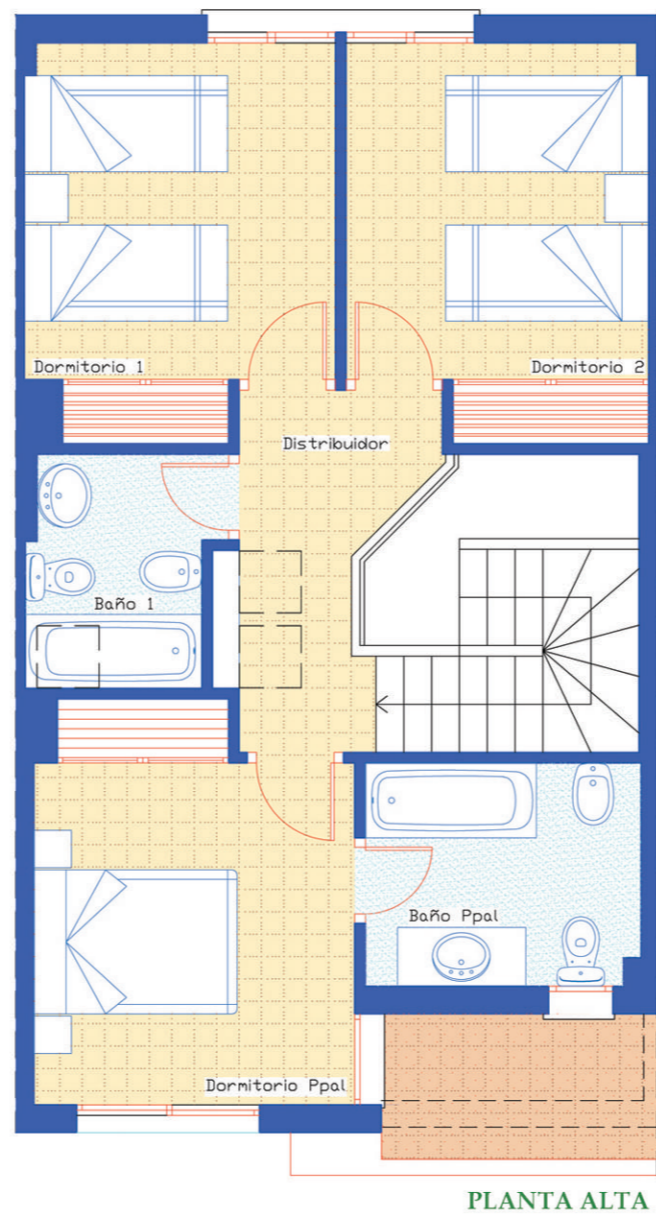 Dormitorio 1
Dormitorio 2
Distribuidor
Baño 1
Baño Ppal
Dormitorio Ppal
PLANTA ALTA